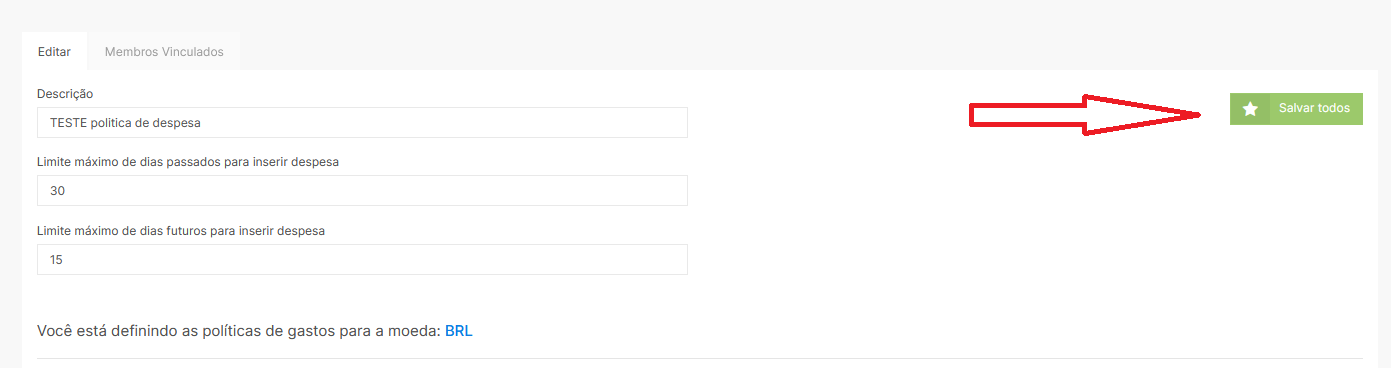 Editar
Membros Vinculados
Descrição
Salvar todos
TESTE politica de despesa
Limite máximo de dias passados para inserir despesa
30
Limite máximo de dias futuros para inserir despesa
15
Você está definindo as políticas de gastos para a moeda: BRL